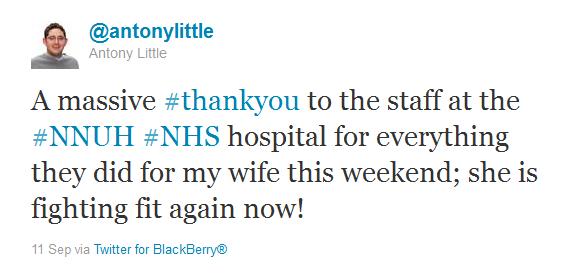 @antonylittle
Antony Little
A massive #thankyou to the staff at the
#NNUH #NHS hospital for everything
they did for my wife this weekend; she is
fighting fit again now!
11 Sep via Twitter for BlackBerry®